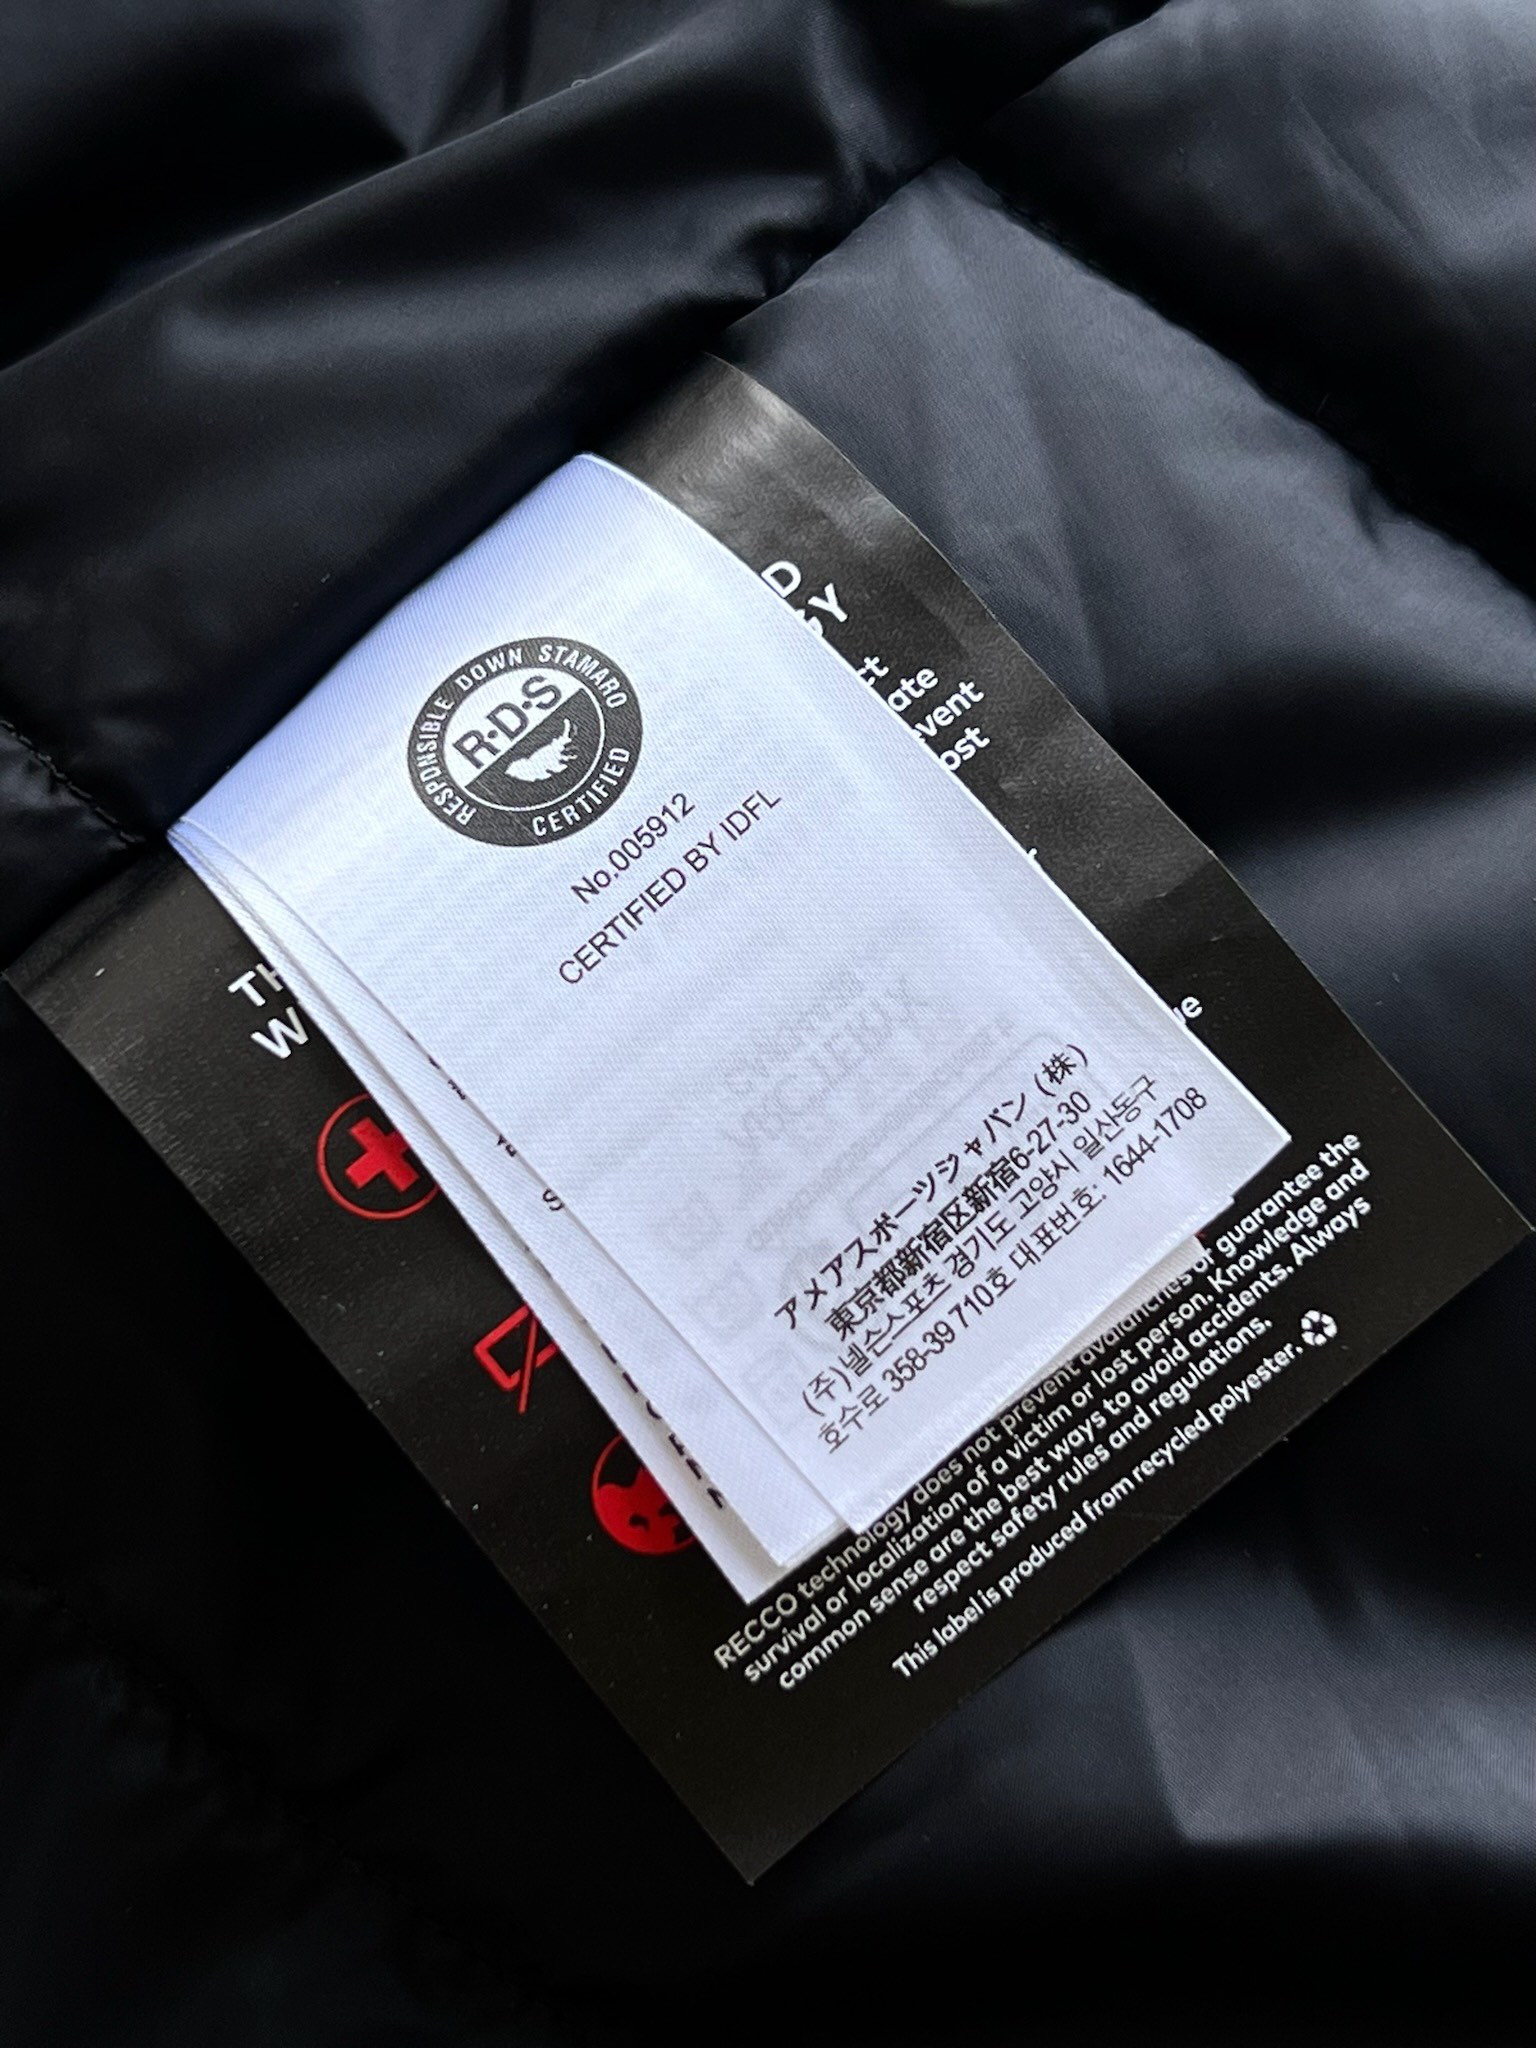 RESPONSIBLE DOWN STAMARD
R·D·S
CERTIFIED
No.005912
CERTIFIED BY IDFL
アメアスポーツジャパン (株)
東京都新宿区新宿6-27-30
(주)넬슨스포츠 경기도 고양시 일산동구
호수로 358-39 710호 대표번호: 1644-1708
RECCO technology does not prevent avalanches or guarantee the
survival or localization of a victim or lost person. Knowledge and
common sense are the best ways to avoid accidents. Always
respect safety rules and regulations.
This label is produced from recycled polyester.